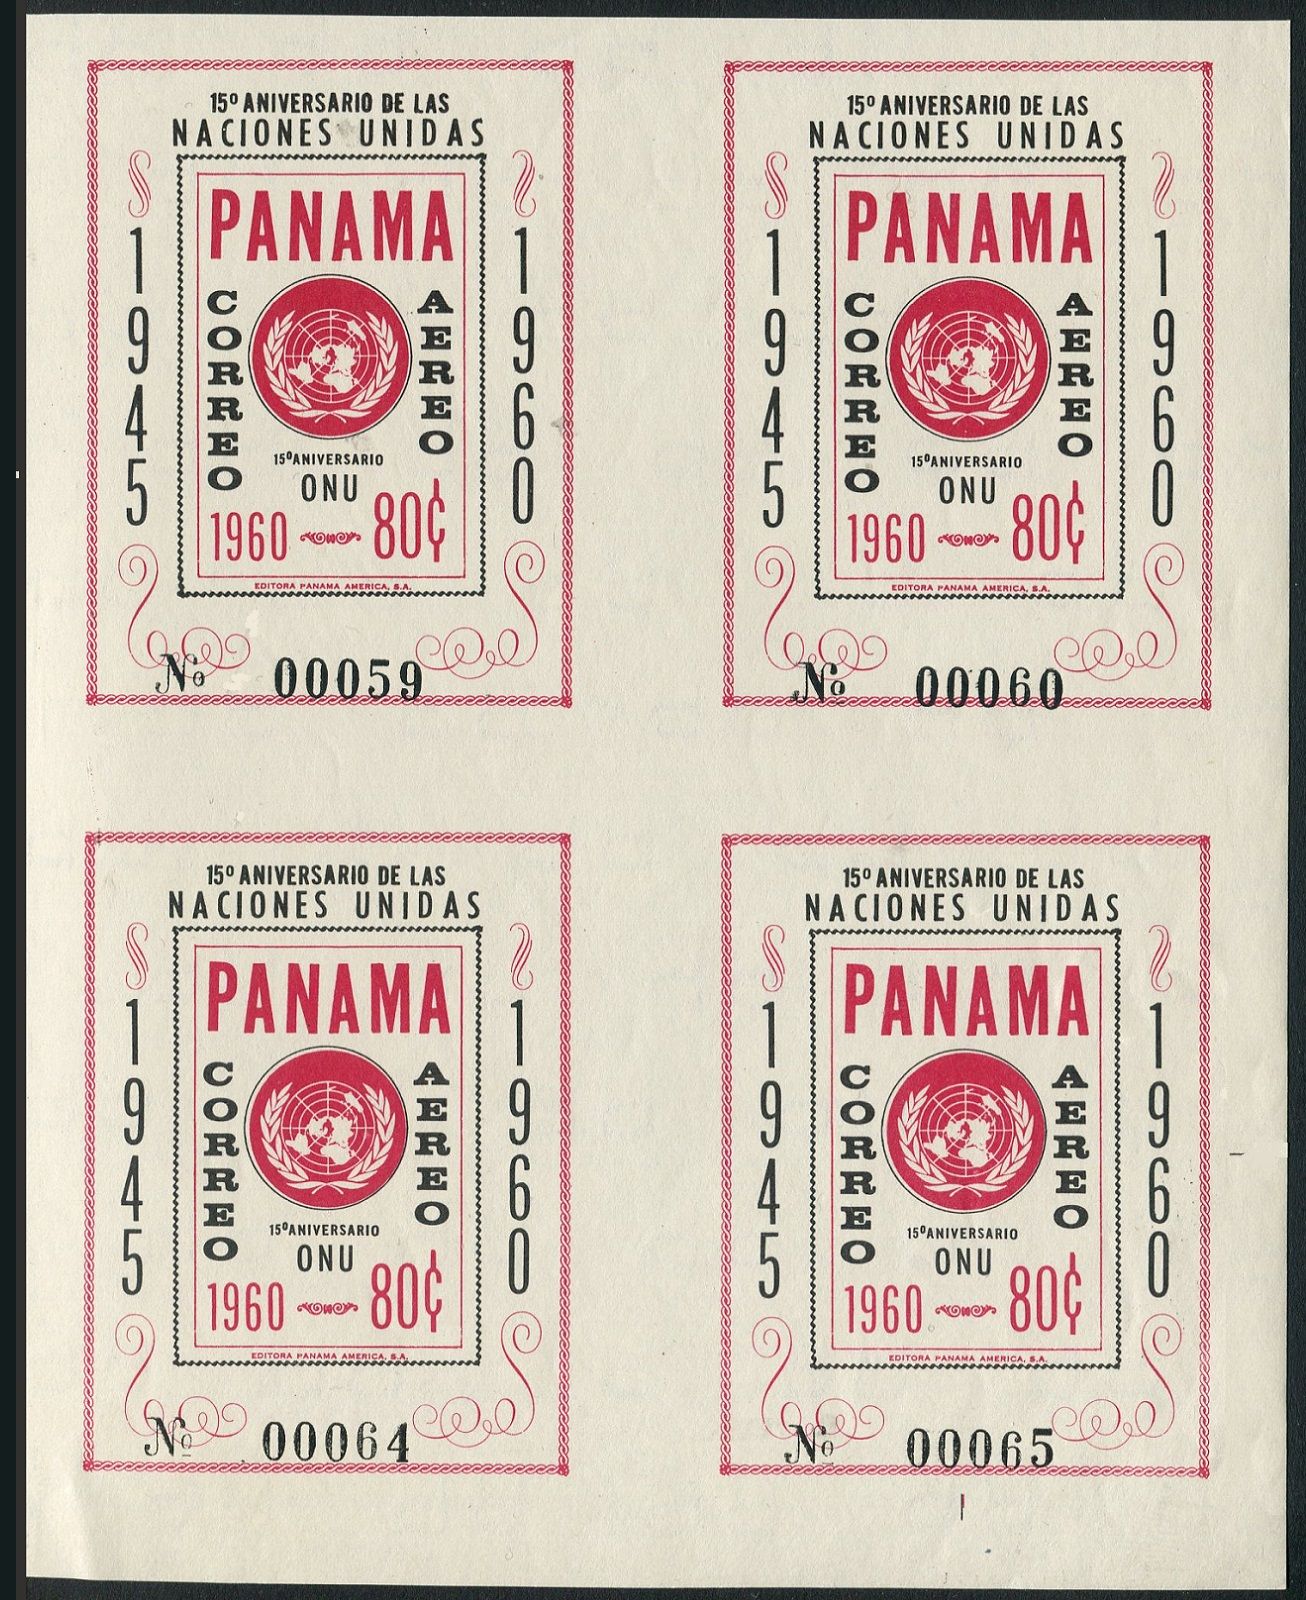 15º ANIVERSARIO DE LAS
NACIONES UNIDAS
1945
1960
PANAMA
CORREO
AEREO
15º ANIVERSARIO
ONU
1960 80¢
EDITORA PANAMA AMERICA, S.A.
Nº 00059
15º ANIVERSARIO DE LAS
NACIONES UNIDAS
1945
1960
PANAMA
CORREO
AEREO
15º ANIVERSARIO
ONU
1960 80¢
EDITORA PANAMA AMERICA, S.A.
Nº 00060
15º ANIVERSARIO DE LAS
NACIONES UNIDAS
1945
1960
PANAMA
CORREO
AEREO
15º ANIVERSARIO
ONU
1960 80¢
EDITORA PANAMA AMERICA, S.A.
Nº 00064
15º ANIVERSARIO DE LAS
NACIONES UNIDAS
1945
1960
PANAMA
CORREO
AEREO
15º ANIVERSARIO
ONU
1960 80¢
EDITORA PANAMA AMERICA, S.A.
Nº 00065